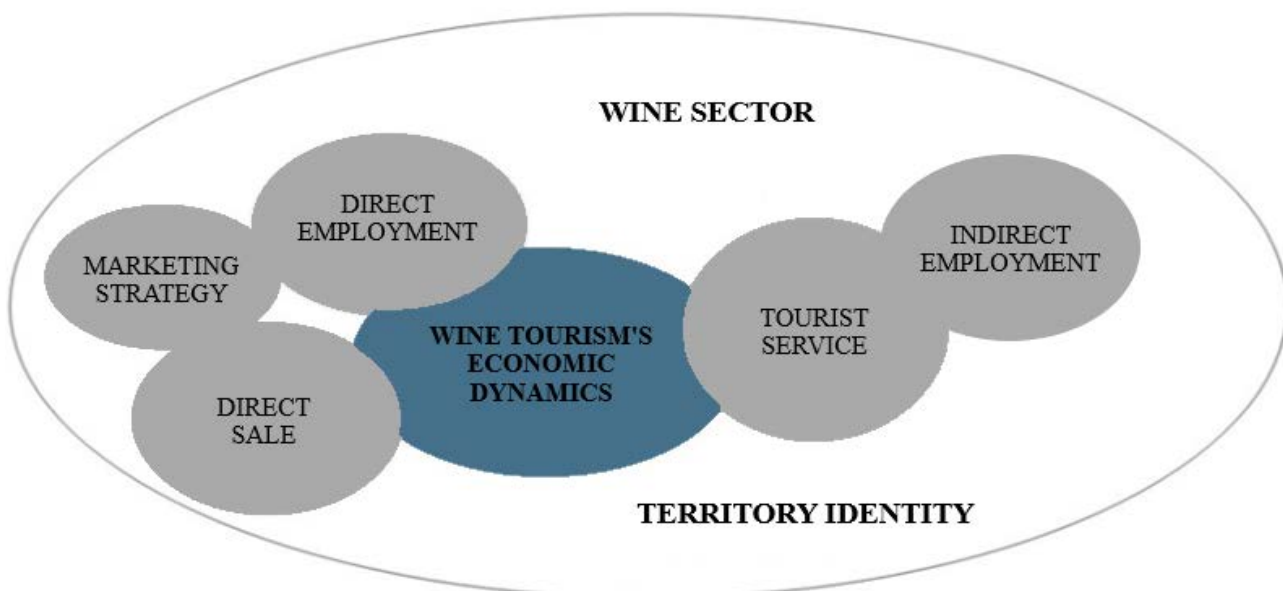 WINE SECTOR
DIRECT
EMPLOYMENT
MARKETING
STRATEGY
DIRECT
SALE
WINE TOURISM'S
ECONOMIC
DYNAMICS
TOURIST
SERVICE
INDIRECT
EMPLOYMENT
TERRITORY IDENTITY